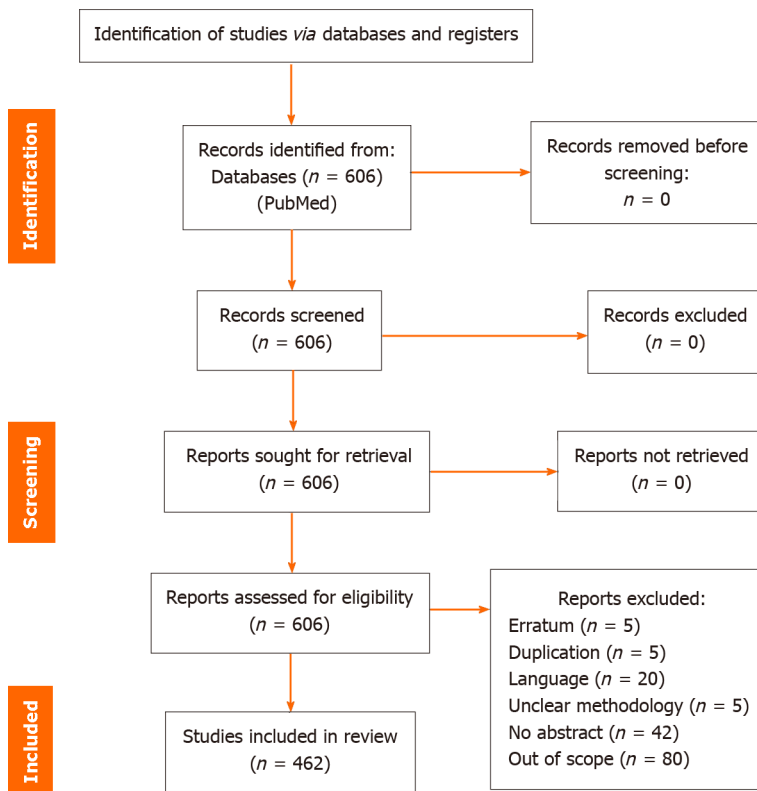 Identification of studies via databases and registers
Identification
Records identified from:
Databases (n = 606)
(PubMed)
Records removed before
screening:
n = 0
Records screened
(n = 606)
Records excluded
(n = 0)
Screening
Reports sought for retrieval
(n = 606)
Reports not retrieved
(n = 0)
Reports assessed for eligibility
(n = 606)
Reports excluded:
Erratum (n = 5)
Duplication (n = 5)
Language (n = 20)
Unclear methodology (n = 5)
No abstract (n = 42)
Out of scope (n = 80)
Included
Studies included in review
(n = 462)